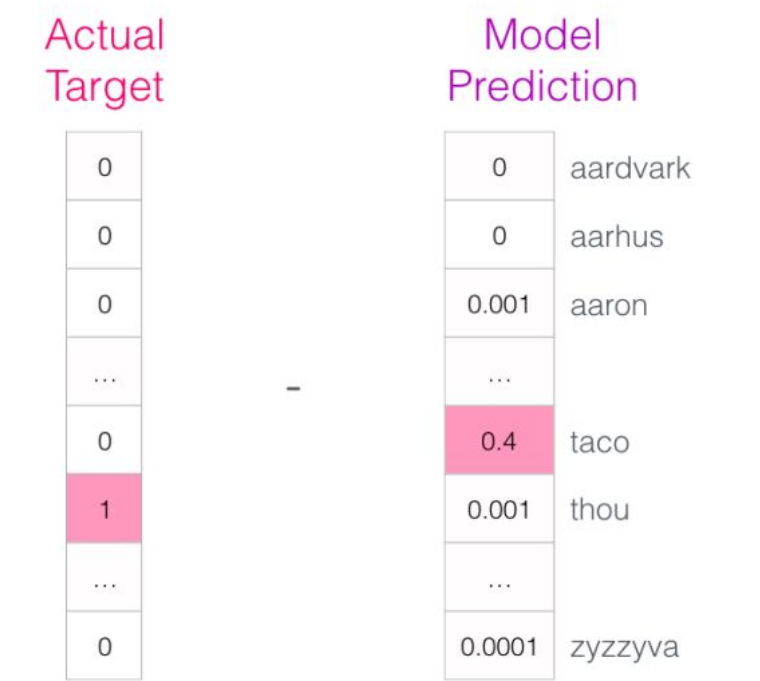 Actual Model
Target Prediction
0 0 aardvark
0 0 aarhus
0 0.001 aaron
... ...
-
0 0.4 taco
1 0.001 thou
... ...
0 0.0001 zyzzyva